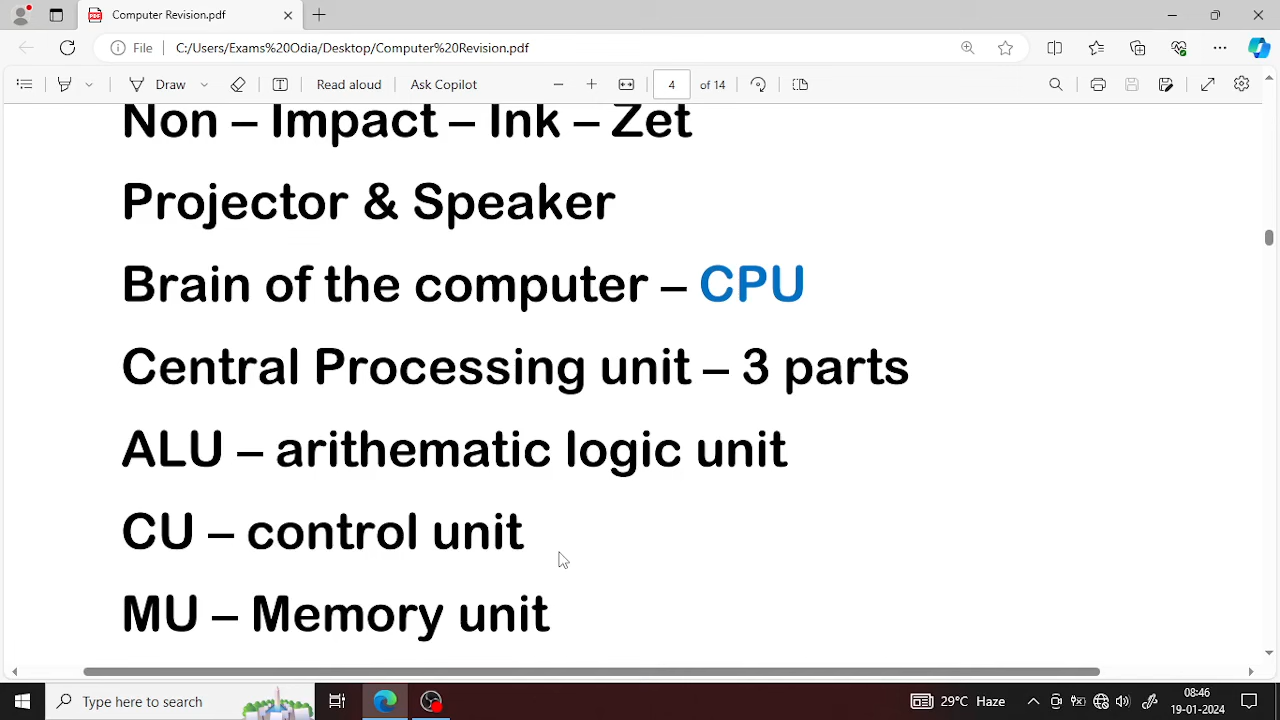 Computer Revision.pdf
File
C:/Users/Exams%20Odia/Desktop/Computer%20Revision.pdf
Draw
Read aloud
Ask Copilot
4 of 14
Non – Impact – Ink – Zet
Projector & Speaker
Brain of the computer – CPU
Central Processing unit – 3 parts
ALU – arithematic logic unit
CU – control unit
MU – Memory unit
Type here to search
29°C Haze
08:46
19-01-2024